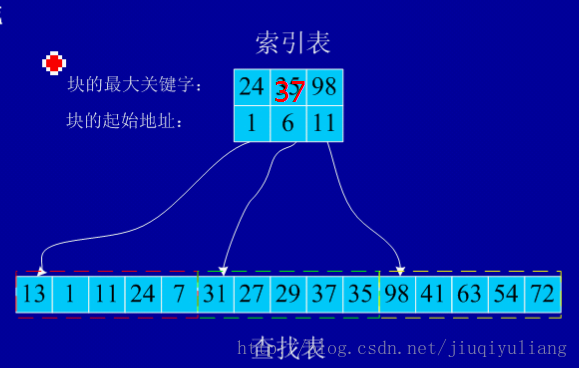 索引表
块的最大关键字： 24 37 98
块的起始地址： 1 6 11
13 1 11 24 7 31 27 29 37 35 98 41 63 54 72
查找表
http://blog.csdn.net/jiuqiyuliang